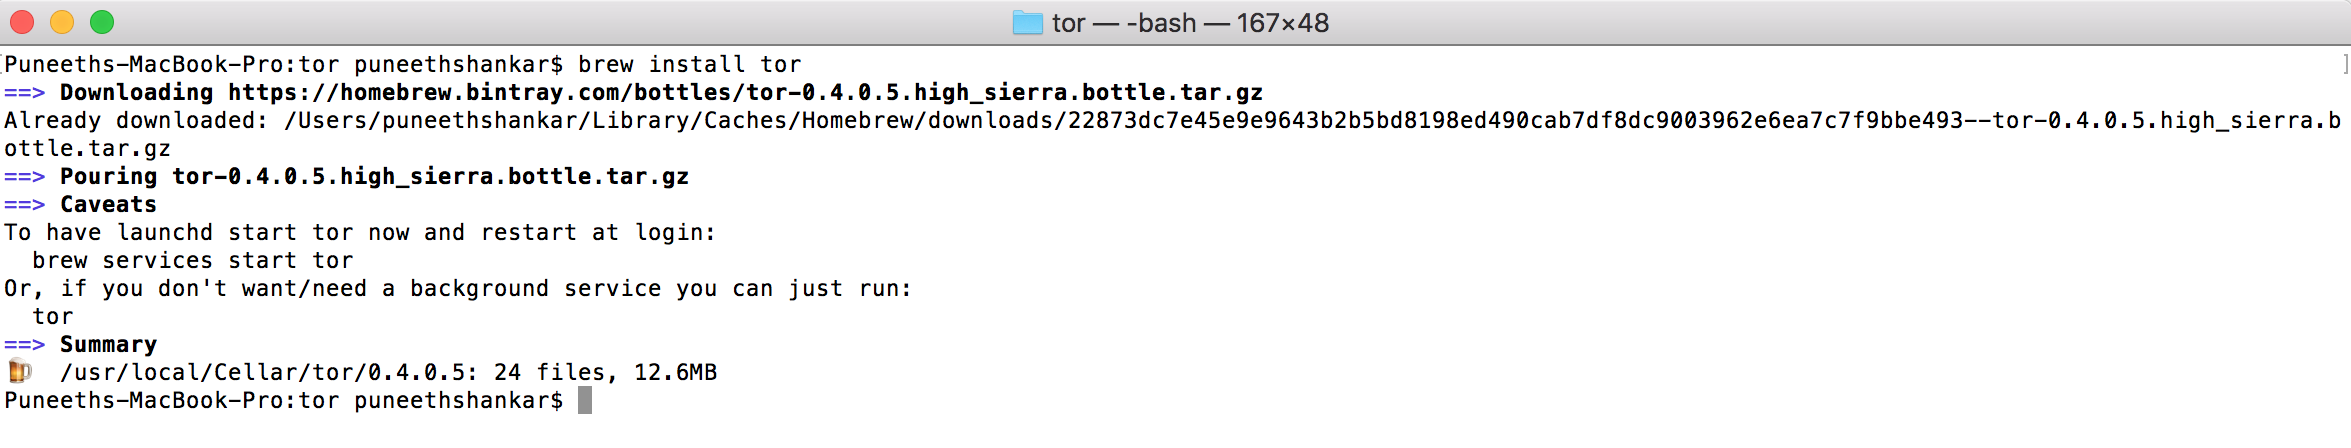 tor — -bash — 167×48
Puneeths-MacBook-Pro:tor puneethshankar$ brew install tor
==> Downloading https://homebrew.bintray.com/bottles/tor-0.4.0.5.high_sierra.bottle.tar.gz
Already downloaded: /Users/puneethshankar/Library/Caches/Homebrew/downloads/22873dc7e45e9e9643b2b5bd8198ed490cab7df8dc9003962e6ea7c7f9bbe493--tor-0.4.0.5.high_sierra.b
ottle.tar.gz
==> Pouring tor-0.4.0.5.high_sierra.bottle.tar.gz
==> Caveats
To have launchd start tor now and restart at login:
  brew services start tor
Or, if you don't want/need a background service you can just run:
  tor
==> Summary
🍺  /usr/local/Cellar/tor/0.4.0.5: 24 files, 12.6MB
Puneeths-MacBook-Pro:tor puneethshankar$